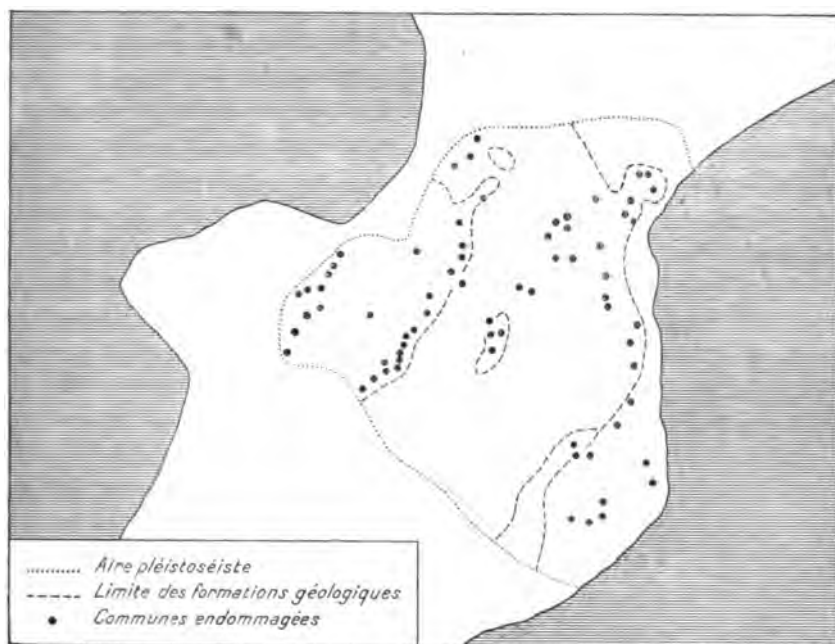 Aire pléistoséiste
Limite des formations géologiques
Communes endommagées